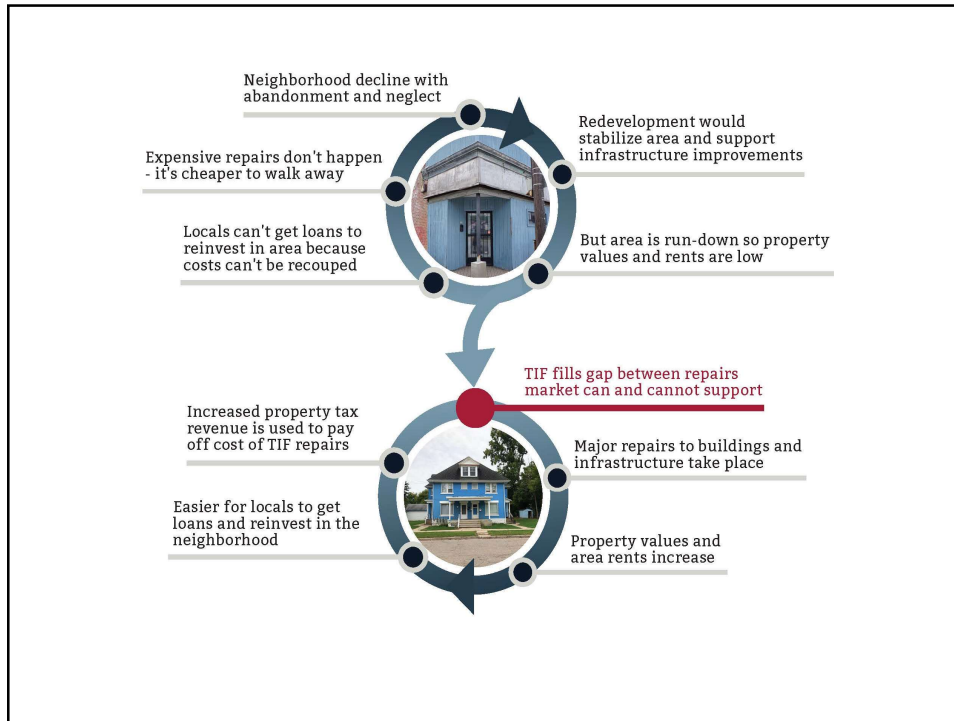 Neighborhood decline with
abandonment and neglect
Redevelopment would
stabilize area and support
infrastructure improvements
Expensive repairs don't happen
- it's cheaper to walk away
Locals can't get loans to
reinvest in area because
costs can't be recouped
But area is run-down so property
values and rents are low
TIF fills gap between repairs
market can and cannot support
Increased property tax
revenue is used to pay
off cost of TIF repairs
Major repairs to buildings and
infrastructure take place
Easier for locals to get
loans and reinvest in the
neighborhood
Property values and
area rents increase